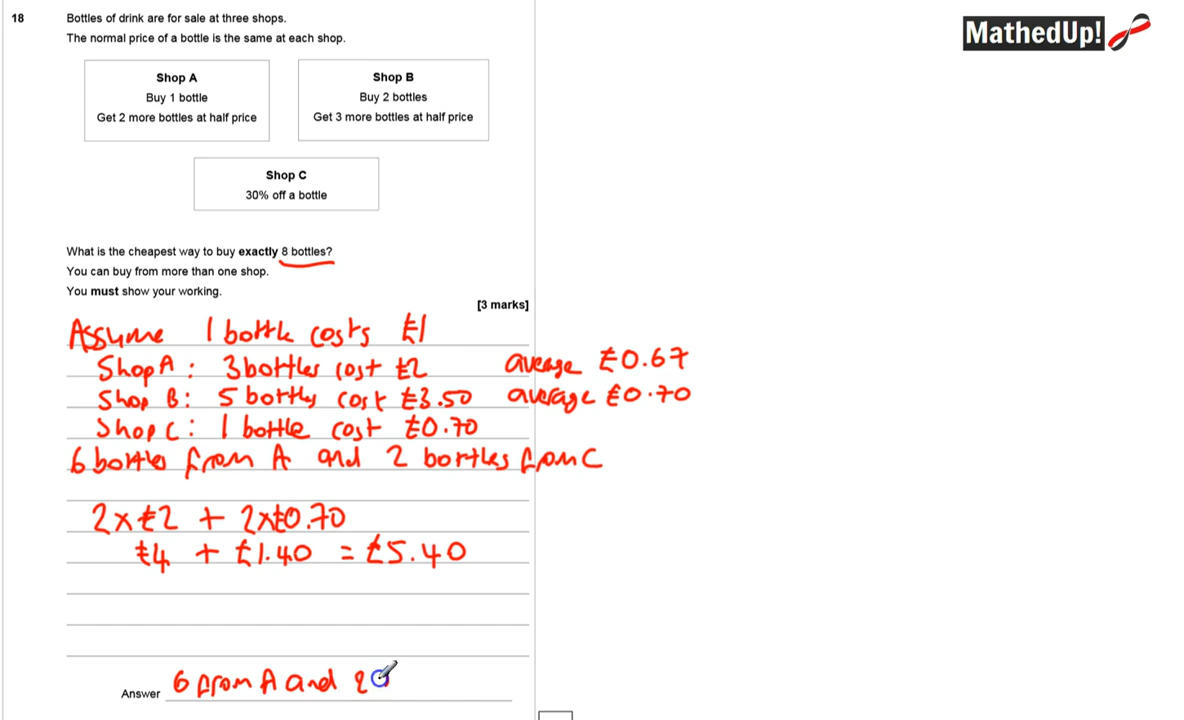 18 Bottles of drink are for sale at three shops.
MathedUp!
The normal price of a bottle is the same at each shop.
Shop A
Buy 1 bottle
Get 2 more bottles at half price
Shop B
Buy 2 bottles
Get 3 more bottles at half price
Shop C
30% off a bottle
What is the cheapest way to buy exactly 8 bottles?
You can buy from more than one shop.
You must show your working.
[3 marks]
Assume 1 bottle costs £1
Shop A : 3 bottles cost £2 average £0.67
Shop B: 5 bottles cost £3.50 average £0.70
Shop C: 1 bottle cost £0.70
6 bottles from A and 2 bottles from C
2x£2 + 2x£0.70
£4 + £1.40 = £5.40
Answer 6 from A and 2